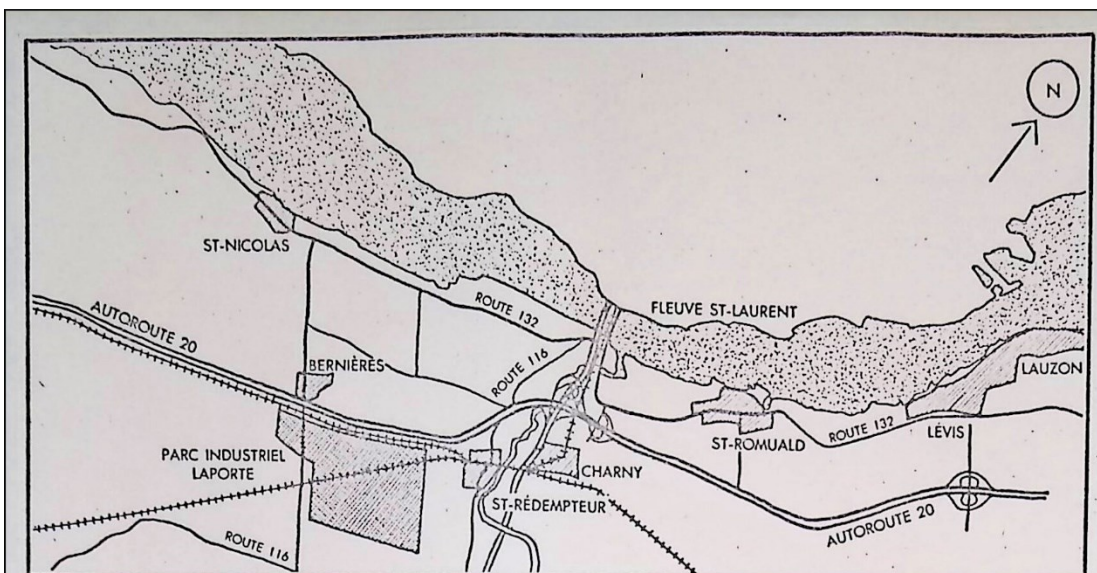 N
ST-NICOLAS
FLEUVE ST-LAURENT
ROUTE 132
AUTOROUTE 20
BERNIÈRÈS
ROUTE 116
LAUZON
ROUTE 132
LÉVIS
ST-ROMUALD
PARC INDUSTRIEL
LAPORTE
CHARNY
ST-RÉDEMPTEUR
AUTOROUTE 20
ROUTE 116